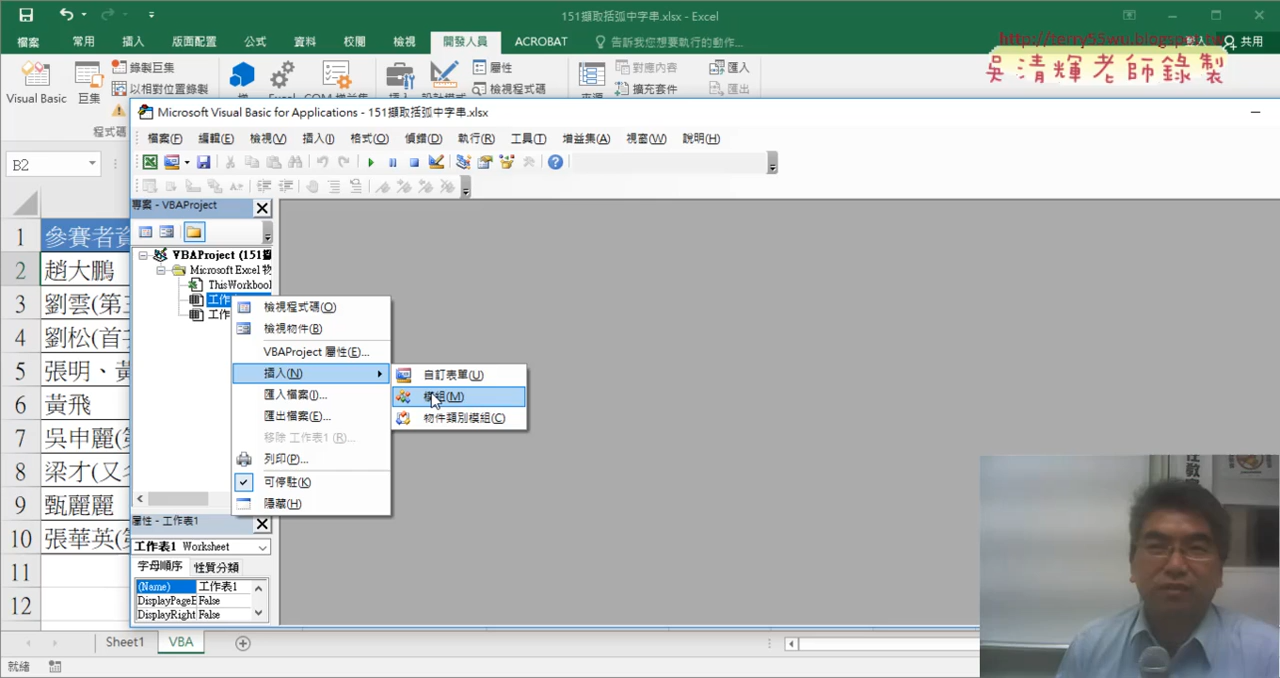 151擷取括弧中字串.xlsx - Excel
檔案 常用 插入 版面配置 公式 資料 校閱 檢視 開發人員 ACROBAT 告訴我您想要執行的動作... 共用
http://terry55wu.blogspot.tw
吳清輝老師錄製
錄製巨集
以相對位置錄製
Visual Basic 巨集
屬性
檢視程式碼
對應內容
擴充套件
匯入
匯出
程式碼
Microsoft Visual Basic for Applications - 151擷取括弧中字串.xlsx
檔案(F) 編輯(E) 檢視(V) 插入(I) 格式(O) 偵錯(D) 執行(R) 工具(T) 增益集(A) 視窗(W) 說明(H)
B2
專案 - VBAProject
VBAProject (151擷
Microsoft Excel 物
ThisWorkbook
工作
工作
檢視程式碼(O)
檢視物件(B)
VBAProject 屬性(E)...
插入(N)
匯入檔案(I)...
匯出檔案(E)...
移除 工作表1 (R)...
列印(P)...
可停駐(K)
隱藏(H)
自訂表單(U)
模組(M)
物件類別模組(C)
1 參賽者資
2 趙大鵬
3 劉雲(第三
4 劉松(首
5 張明、黃
6 黃飛
7 吳申麗(第
8 梁才(又名
9 甄麗麗
10 張華英(第
11
12
屬性 - 工作表1
工作表1 Worksheet
字母順序 性質分類
(Name) 工作表1
DisplayPageE False
DisplayRight False
Sheet1 VBA
就緒